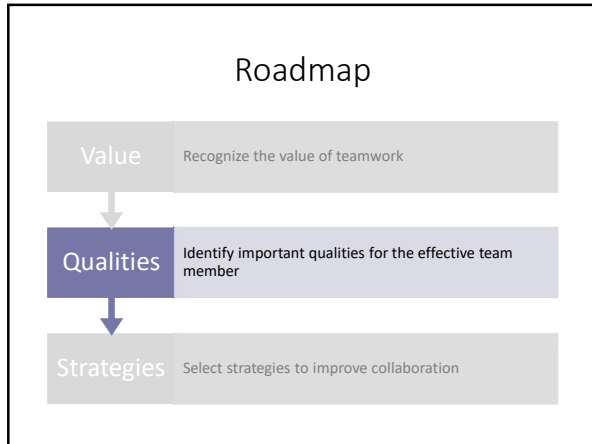 Roadmap
Value
Recognize the value of teamwork
Qualities
Identify important qualities for the effective team
member
Strategies
Select strategies to improve collaboration